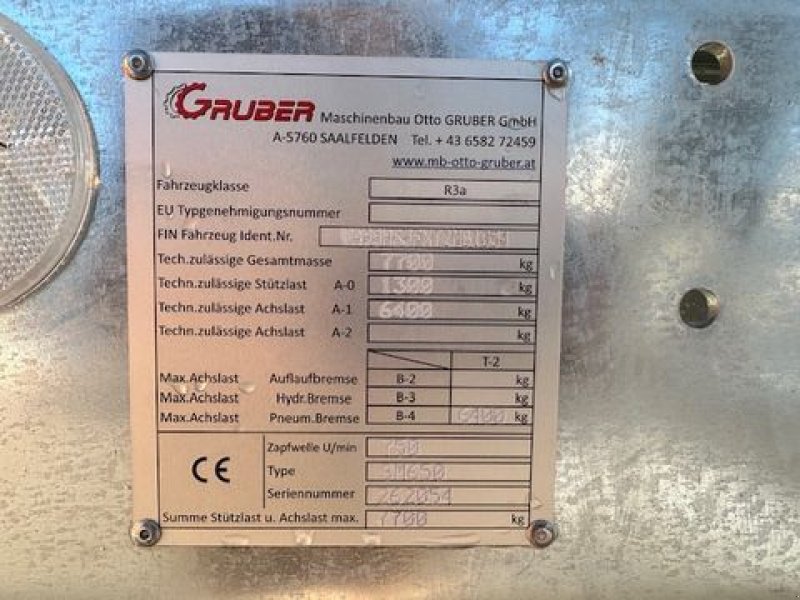 GRUBER Maschinenbau Otto GRUBER GmbH
A-5760 SAALFELDEN Tel. + 43 6582 72459
www.mb-otto-gruber.at
Fahrzeugklasse R3a
EU Typgenehmigungsnummer
FIN Fahrzeug Ident.Nr.
Tech.zulässige Gesamtmasse 7700 kg
Techn.zulässige Stützlast A-0 1300 kg
Techn.zulässige Achslast A-1 6400 kg
Techn.zulässige Achslast A-2 kg
T-2
Max.Achslast Auflaufbremse B-2 kg
Max.Achslast Hydr.Bremse B-3 kg
Max.Achslast Pneum.Bremse B-4 6400 kg
Zapfwelle U/min 750
CE Type SM650
Seriennummer 262054
Summe Stützlast u. Achslast max. 7700 kg